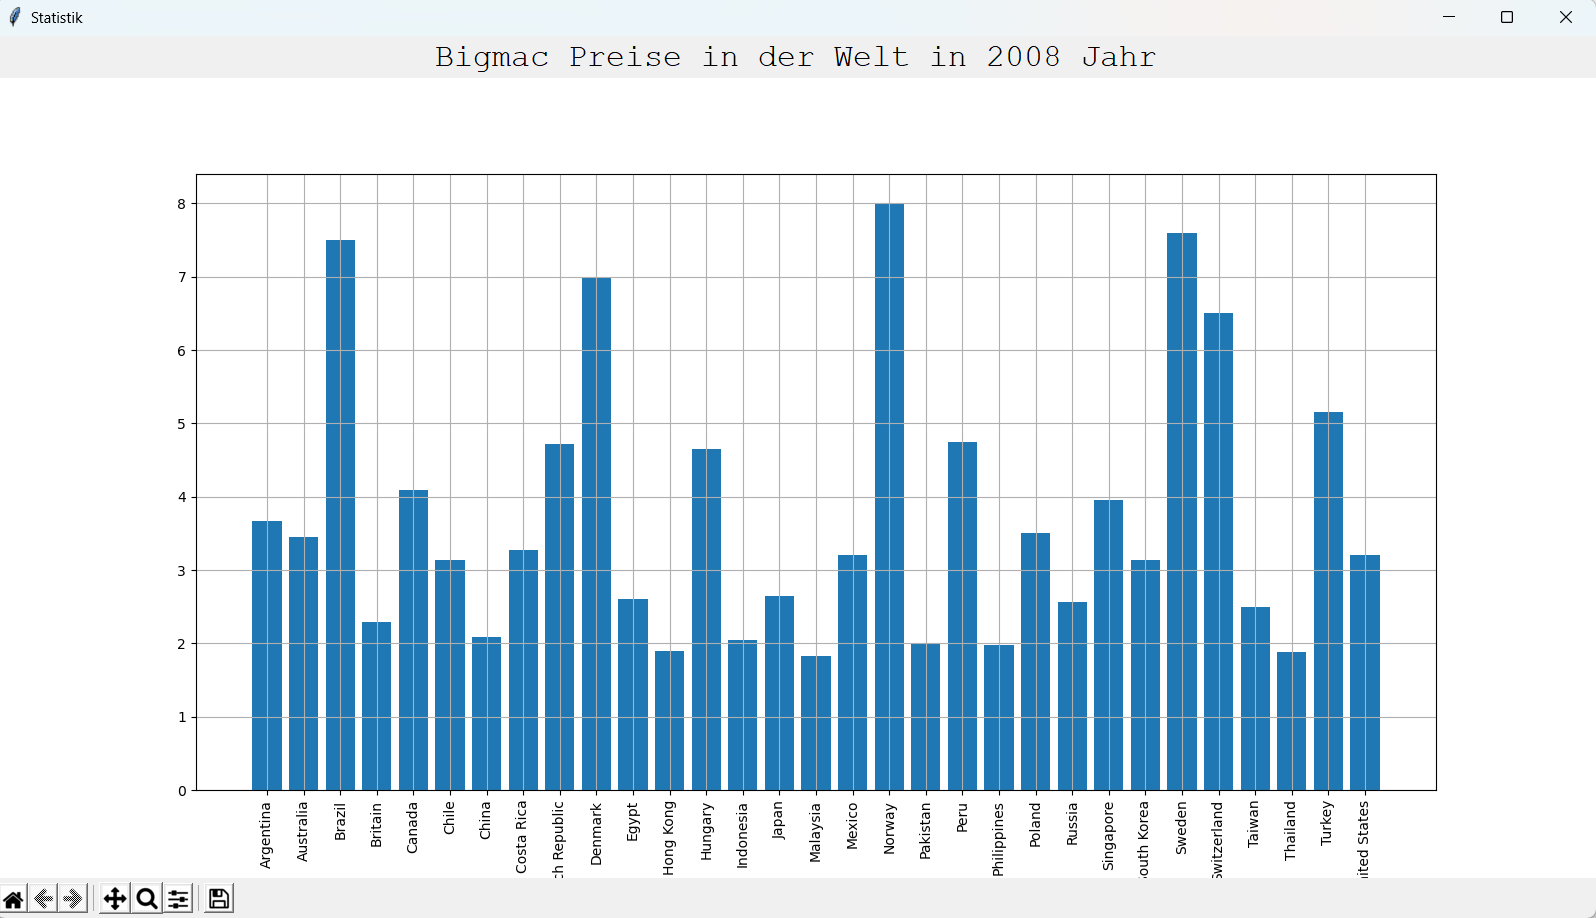 Statistik
Bigmac Preise in der Welt in 2008 Jahr
8
7
6
5
4
3
2
1
0
Argentina
Australia
Brazil
Britain
Canada
Chile
China
Costa Rica
ch Republic
Denmark
Egypt
Hong Kong
Hungary
Indonesia
Japan
Malaysia
Mexico
Norway
Pakistan
Peru
Philippines
Poland
Russia
Singapore
outh Korea
Sweden
witzerland
Taiwan
Thailand
Turkey
ited States